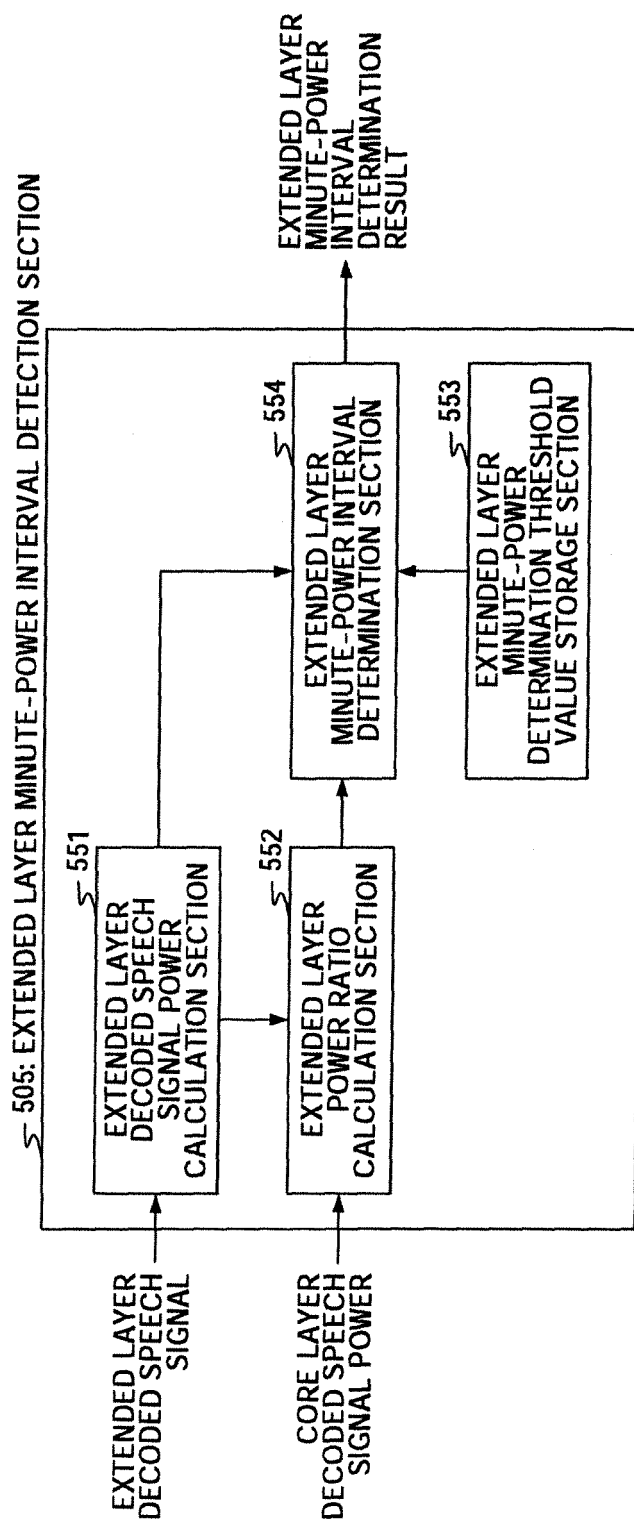 505: EXTENDED LAYER MINUTE-POWER INTERVAL DETECTION SECTION
EXTENDED LAYER
DECODED SPEECH
SIGNAL
551
EXTENDED LAYER
DECODED SPEECH
SIGNAL POWER
CALCULATION SECTION
CORE LAYER
DECODED SPEECH
SIGNAL POWER
552
EXTENDED LAYER
POWER RATIO
CALCULATION SECTION
554
EXTENDED LAYER
MINUTE-POWER INTERVAL
DETERMINATION SECTION
553
EXTENDED LAYER
MINUTE-POWER
DETERMINATION THRESHOLD
VALUE STORAGE SECTION
EXTENDED LAYER
MINUTE-POWER
INTERVAL
DETERMINATION
RESULT